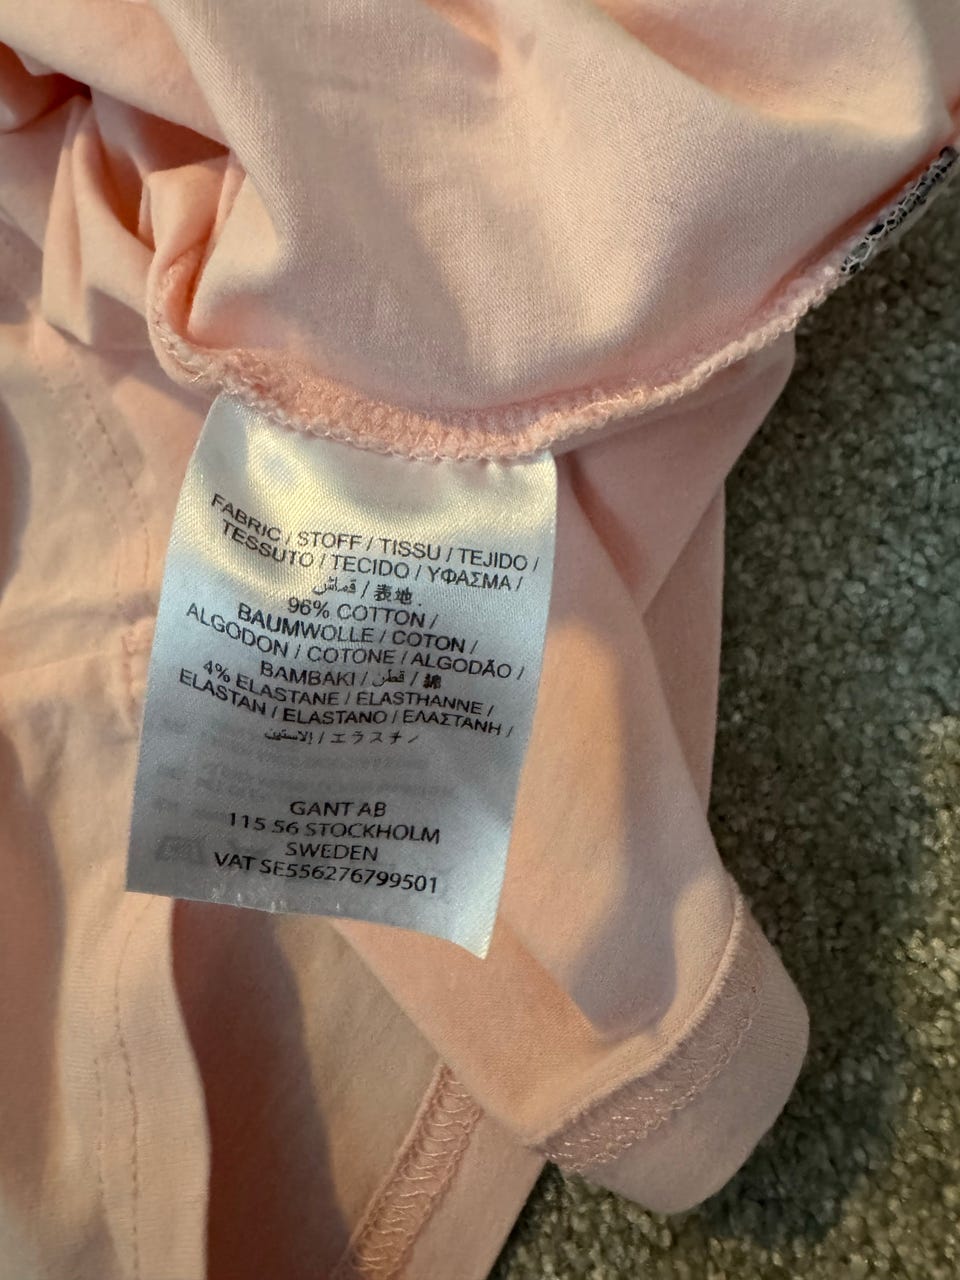 FABRIC / STOFF / TISSU / TEJIDO /
TESSUTO / TECIDO / ΥΦΑΣΜΑ /
قماش / 表地
96% COTTON /
BAUMWOLLE / COTON /
ALGODON / COTONE / ALGODÃO /
BAMBAKI / قطن / 綿
4% ELASTANE / ELASTHANNE /
ELASTAN / ELASTANO / ΕΛΑΣΤΑΝΗ /
الاستين / エラスチン
GANT AB
115 56 STOCKHOLM
SWEDEN
VAT SE556276799501